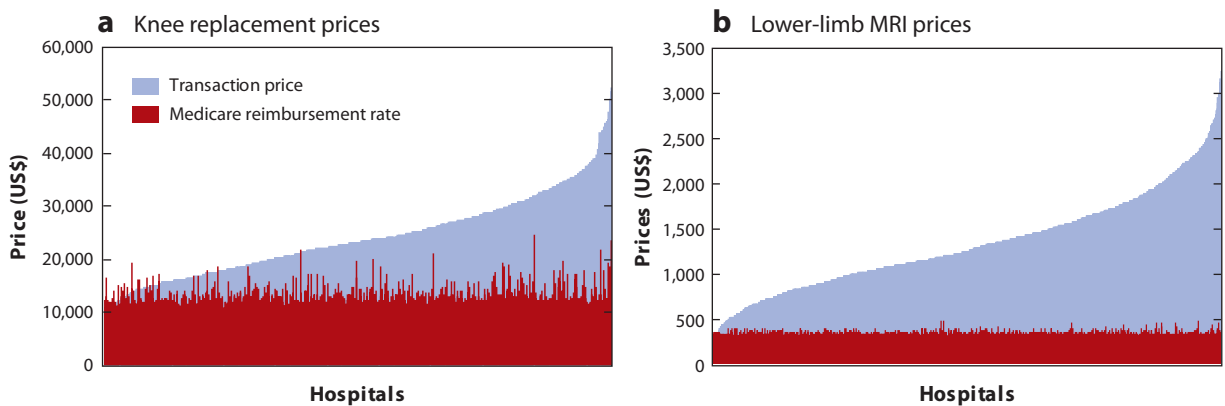 a Knee replacement prices
60,000
50,000
40,000
30,000
20,000
10,000
0
Price (US$)
Transaction price
Medicare reimbursement rate
Hospitals
b Lower-limb MRI prices
3,500
3,000
2,500
2,000
1,500
1,000
500
0
Prices (US$)
Hospitals